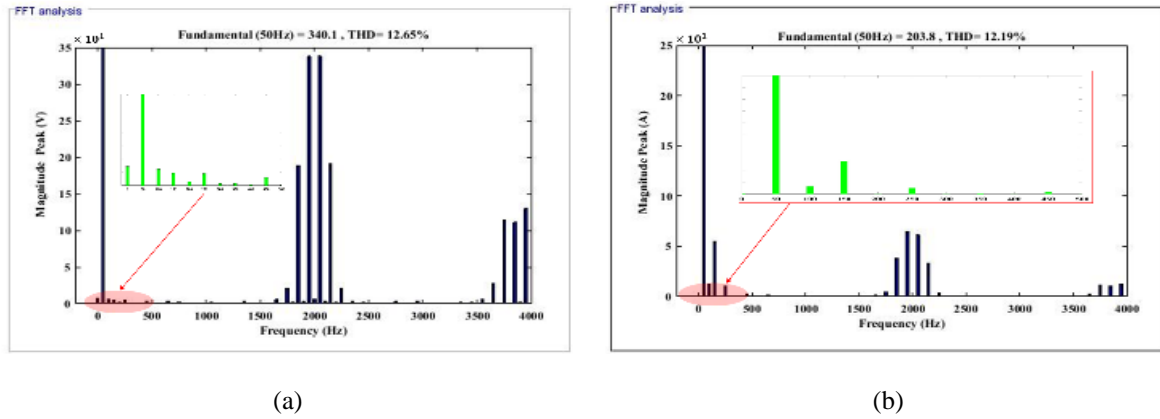 FFT analysis
Fundamental (50Hz) = 340.1 , THD= 12.65%
× 10¹
35
30
25
20
15
10
5
0
Magnitude Peak (V)
0 500 1000 1500 2000 2500 3000 3500 4000
Frequency (Hz)
(a)
FFT analysis
Fundamental (50Hz) = 203.8 , THD= 12.19%
25
20
15
10
5
0
Magnitude Peak (A)
0 500 1000 1500 2000 2500 3000 3500 4000
Frequency (Hz)
(b)